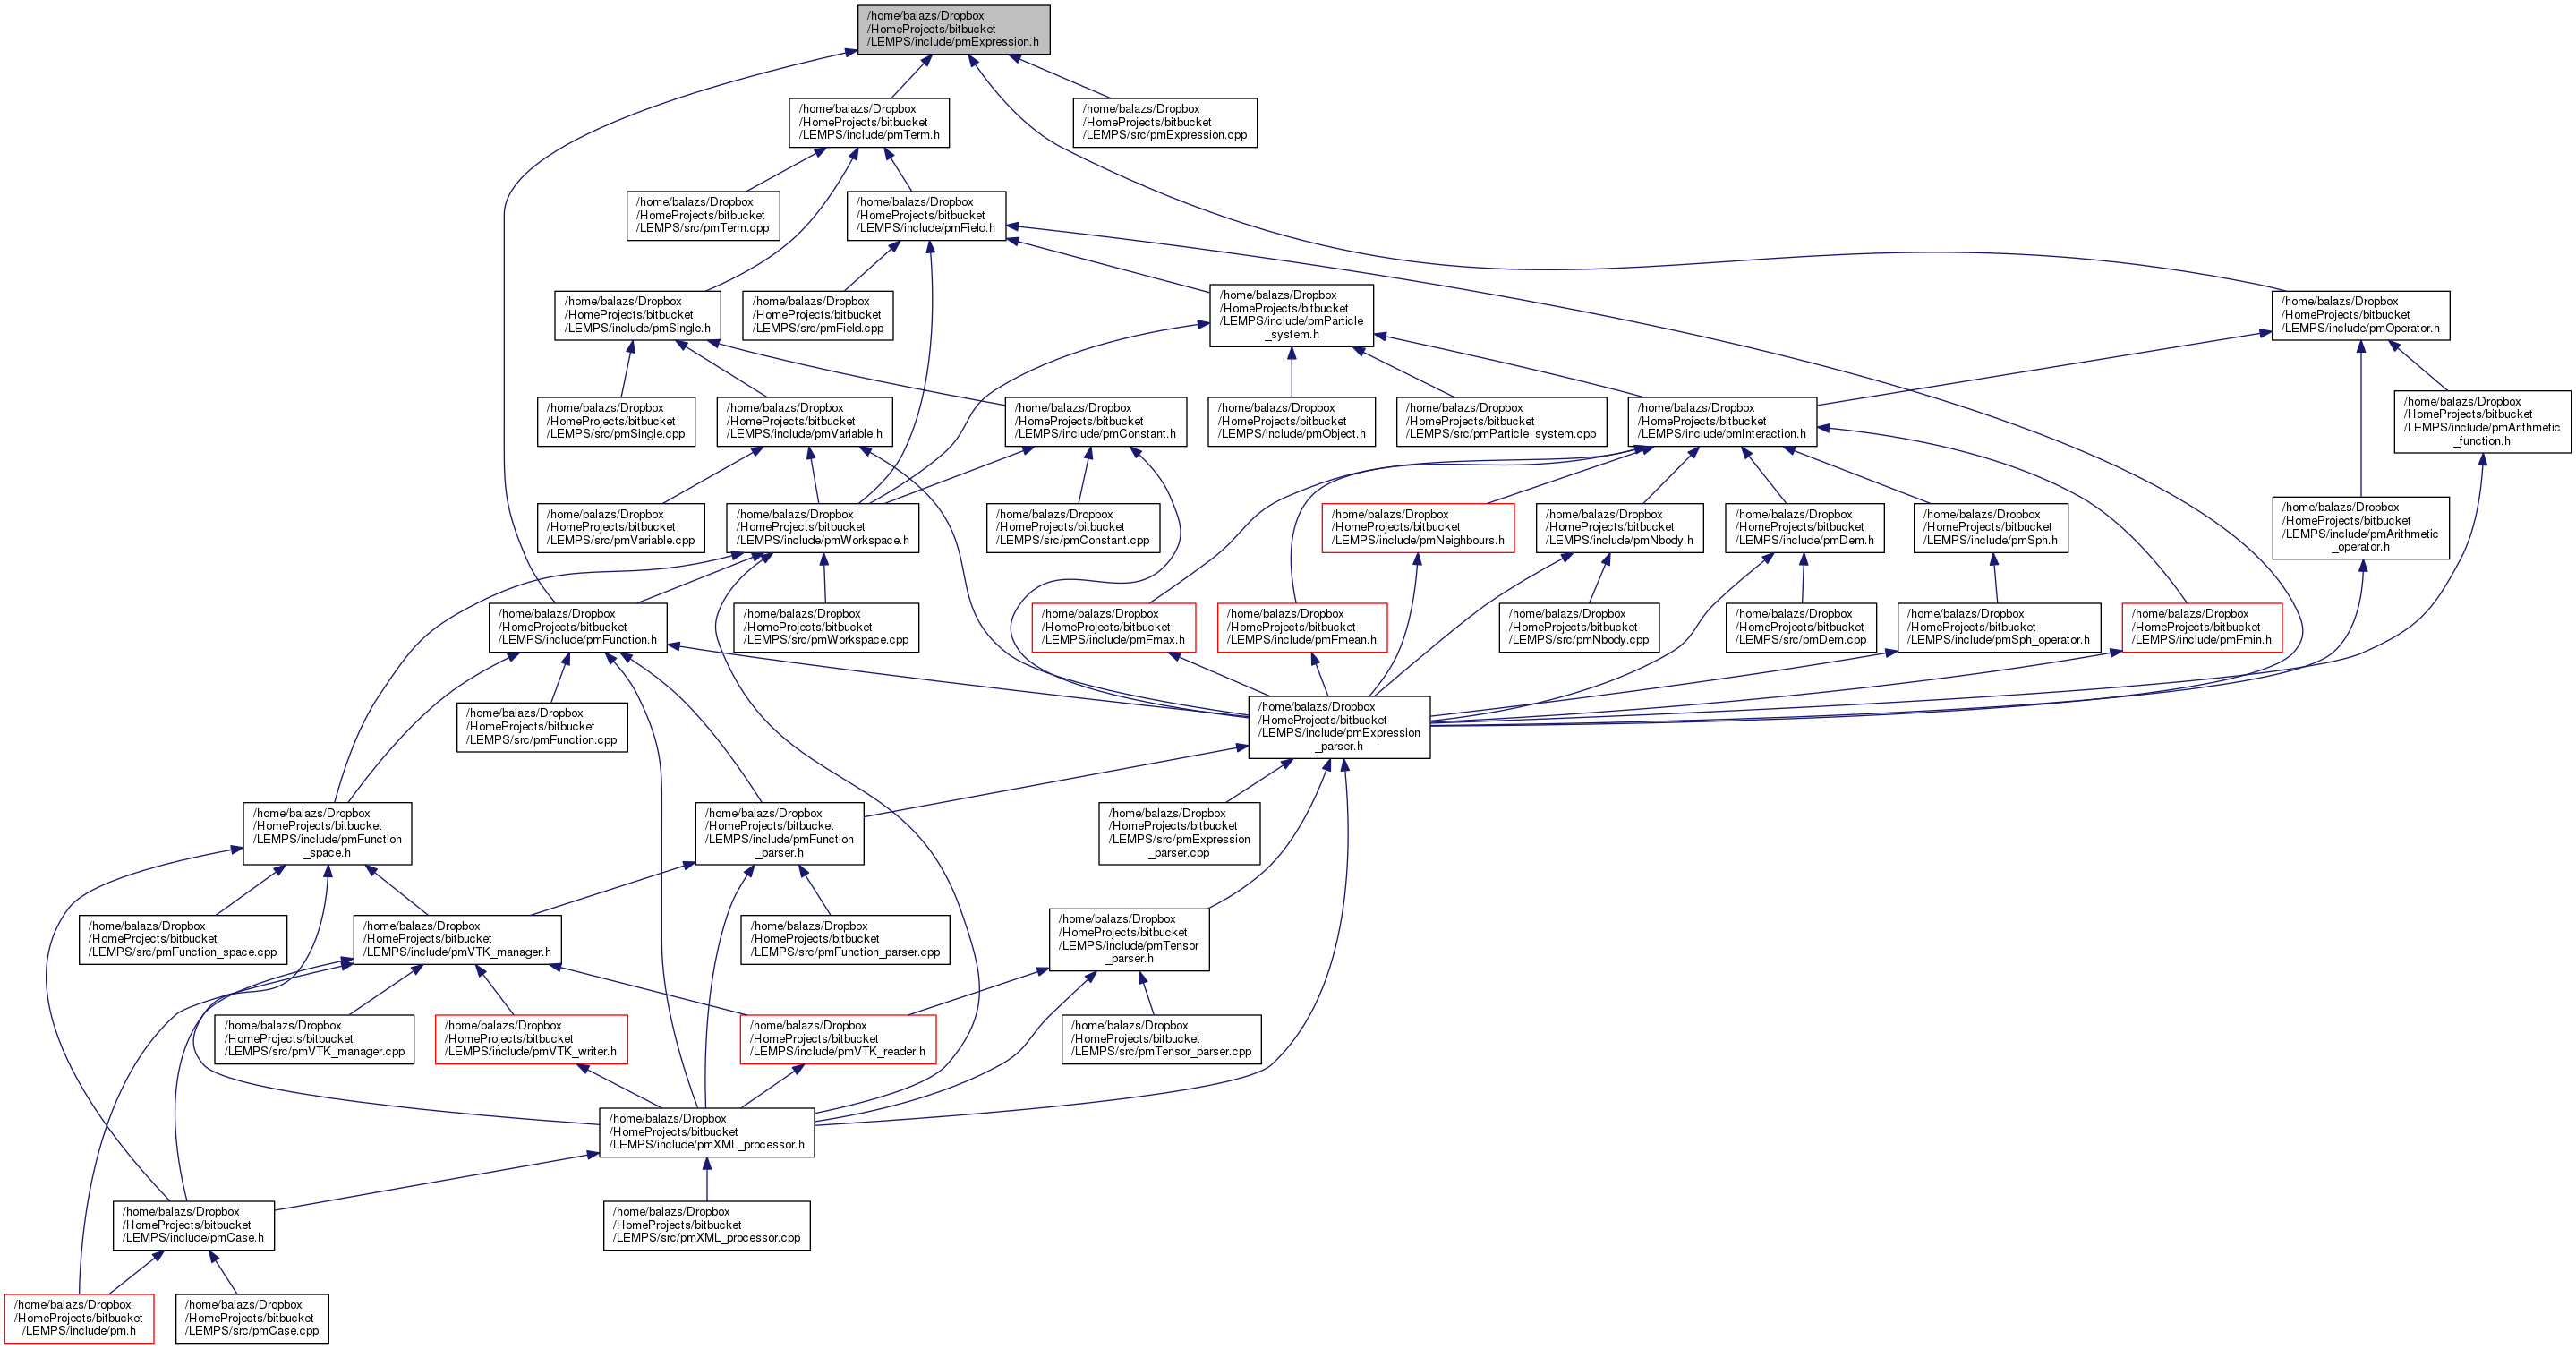 /home/balazs/Dropbox
/HomeProjects/bitbucket
/LEMPS/include/pmExpression.h
/home/balazs/Dropbox
/HomeProjects/bitbucket
/LEMPS/include/pmTerm.h
/home/balazs/Dropbox
/HomeProjects/bitbucket
/LEMPS/src/pmExpression.cpp
/home/balazs/Dropbox
/HomeProjects/bitbucket
/LEMPS/src/pmTerm.cpp
/home/balazs/Dropbox
/HomeProjects/bitbucket
/LEMPS/include/pmField.h
/home/balazs/Dropbox
/HomeProjects/bitbucket
/LEMPS/include/pmSingle.h
/home/balazs/Dropbox
/HomeProjects/bitbucket
/LEMPS/src/pmField.cpp
/home/balazs/Dropbox
/HomeProjects/bitbucket
/LEMPS/include/pmParticle
_system.h
/home/balazs/Dropbox
/HomeProjects/bitbucket
/LEMPS/include/pmOperator.h
/home/balazs/Dropbox
/HomeProjects/bitbucket
/LEMPS/src/pmSingle.cpp
/home/balazs/Dropbox
/HomeProjects/bitbucket
/LEMPS/include/pmVariable.h
/home/balazs/Dropbox
/HomeProjects/bitbucket
/LEMPS/include/pmConstant.h
/home/balazs/Dropbox
/HomeProjects/bitbucket
/LEMPS/include/pmObject.h
/home/balazs/Dropbox
/HomeProjects/bitbucket
/LEMPS/src/pmParticle_system.cpp
/home/balazs/Dropbox
/HomeProjects/bitbucket
/LEMPS/include/pmInteraction.h
/home/balazs/Dropbox
/HomeProjects/bitbucket
/LEMPS/include/pmArithmetic
_function.h
/home/balazs/Dropbox
/HomeProjects/bitbucket
/LEMPS/src/pmVariable.cpp
/home/balazs/Dropbox
/HomeProjects/bitbucket
/LEMPS/include/pmWorkspace.h
/home/balazs/Dropbox
/HomeProjects/bitbucket
/LEMPS/src/pmConstant.cpp
/home/balazs/Dropbox
/HomeProjects/bitbucket
/LEMPS/include/pmNeighbours.h
/home/balazs/Dropbox
/HomeProjects/bitbucket
/LEMPS/include/pmNbody.h
/home/balazs/Dropbox
/HomeProjects/bitbucket
/LEMPS/include/pmDem.h
/home/balazs/Dropbox
/HomeProjects/bitbucket
/LEMPS/include/pmSph.h
/home/balazs/Dropbox
/HomeProjects/bitbucket
/LEMPS/include/pmArithmetic
_operator.h
/home/balazs/Dropbox
/HomeProjects/bitbucket
/LEMPS/include/pmFunction.h
/home/balazs/Dropbox
/HomeProjects/bitbucket
/LEMPS/src/pmWorkspace.cpp
/home/balazs/Dropbox
/HomeProjects/bitbucket
/LEMPS/include/pmFmax.h
/home/balazs/Dropbox
/HomeProjects/bitbucket
/LEMPS/include/pmFmean.h
/home/balazs/Dropbox
/HomeProjects/bitbucket
/LEMPS/src/pmNbody.cpp
/home/balazs/Dropbox
/HomeProjects/bitbucket
/LEMPS/src/pmDem.cpp
/home/balazs/Dropbox
/HomeProjects/bitbucket
/LEMPS/include/pmSph_operator.h
/home/balazs/Dropbox
/HomeProjects/bitbucket
/LEMPS/include/pmFmin.h
/home/balazs/Dropbox
/HomeProjects/bitbucket
/LEMPS/src/pmFunction.cpp
/home/balazs/Dropbox
/HomeProjects/bitbucket
/LEMPS/include/pmExpression
_parser.h
/home/balazs/Dropbox
/HomeProjects/bitbucket
/LEMPS/include/pmFunction
_space.h
/home/balazs/Dropbox
/HomeProjects/bitbucket
/LEMPS/include/pmFunction
_parser.h
/home/balazs/Dropbox
/HomeProjects/bitbucket
/LEMPS/src/pmExpression
_parser.cpp
/home/balazs/Dropbox
/HomeProjects/bitbucket
/LEMPS/src/pmFunction_space.cpp
/home/balazs/Dropbox
/HomeProjects/bitbucket
/LEMPS/include/pmVTK_manager.h
/home/balazs/Dropbox
/HomeProjects/bitbucket
/LEMPS/src/pmFunction_parser.cpp
/home/balazs/Dropbox
/HomeProjects/bitbucket
/LEMPS/include/pmTensor
_parser.h
/home/balazs/Dropbox
/HomeProjects/bitbucket
/LEMPS/src/pmVTK_manager.cpp
/home/balazs/Dropbox
/HomeProjects/bitbucket
/LEMPS/include/pmVTK_writer.h
/home/balazs/Dropbox
/HomeProjects/bitbucket
/LEMPS/include/pmVTK_reader.h
/home/balazs/Dropbox
/HomeProjects/bitbucket
/LEMPS/src/pmTensor_parser.cpp
/home/balazs/Dropbox
/HomeProjects/bitbucket
/LEMPS/include/pmXML_processor.h
/home/balazs/Dropbox
/HomeProjects/bitbucket
/LEMPS/include/pmCase.h
/home/balazs/Dropbox
/HomeProjects/bitbucket
/LEMPS/src/pmXML_processor.cpp
/home/balazs/Dropbox
/HomeProjects/bitbucket
/LEMPS/include/pm.h
/home/balazs/Dropbox
/HomeProjects/bitbucket
/LEMPS/src/pmCase.cpp